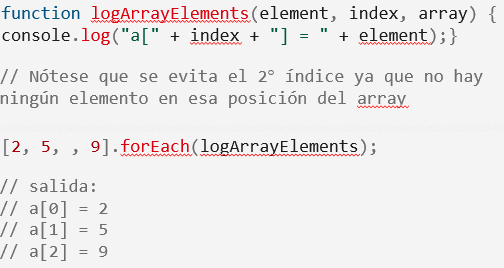 function logArrayElements(element, index, array) {
console.log("a[" + index + "] = " + element);}
// Nótese que se evita el 2° índice ya que no hay
ningún elemento en esa posición del array
[2, 5, , 9].forEach(logArrayElements);
// salida:
// a[0] = 2
// a[1] = 5
// a[2] = 9